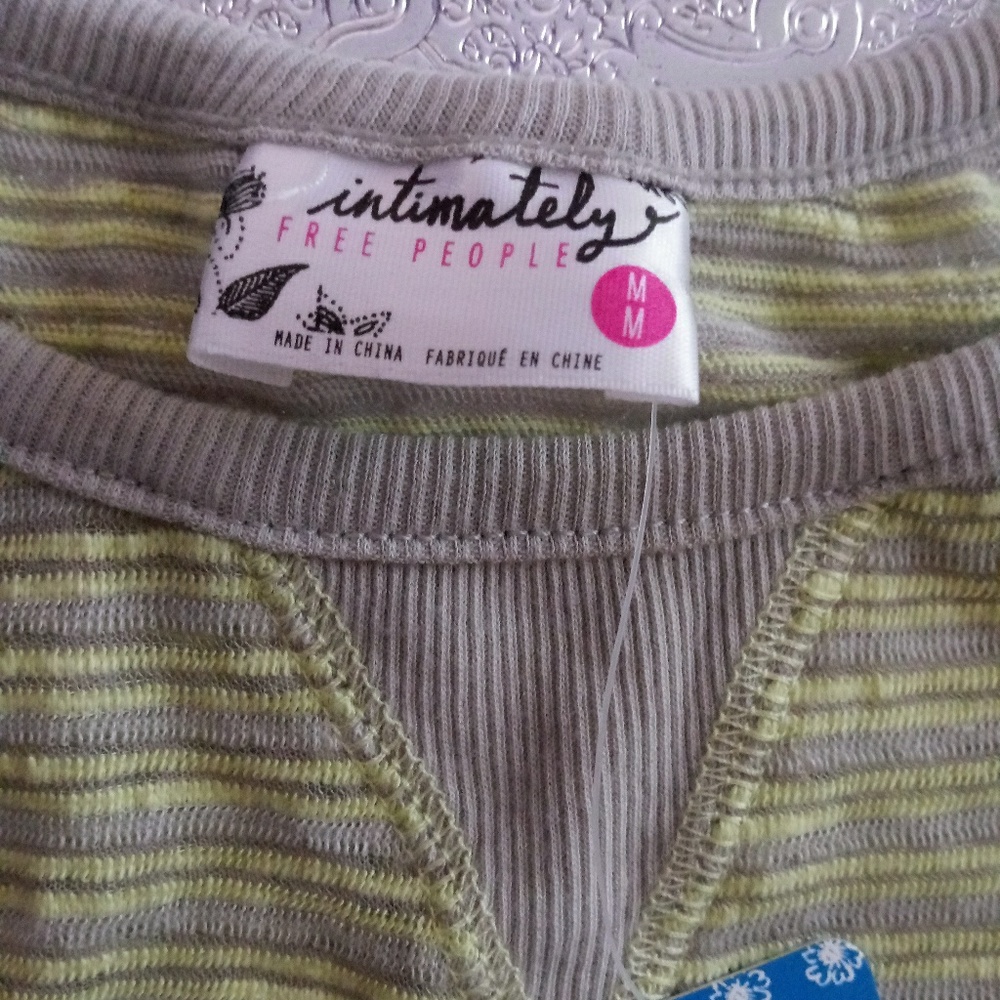 intimately
FREE PEOPLE
M
M
MADE IN CHINA FABRIQUÉ EN CHINE